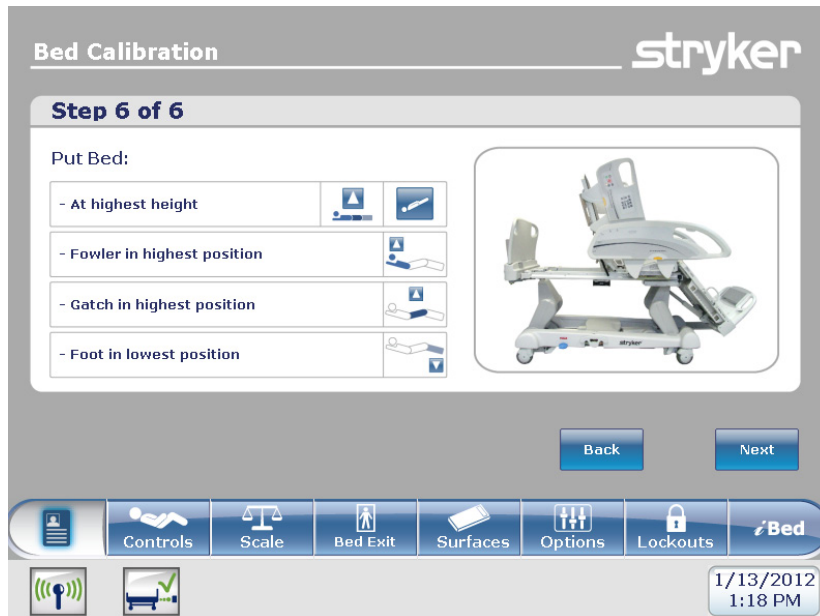 Bed Calibration
stryker
Step 6 of 6
Put Bed:
- At highest height
- Fowler in highest position
- Gatch in highest position
- Foot in lowest position
stryker
Back
Next
Controls
Scale
Bed Exit
Surfaces
Options
Lockouts
iBed
1/13/2012
1:18 PM